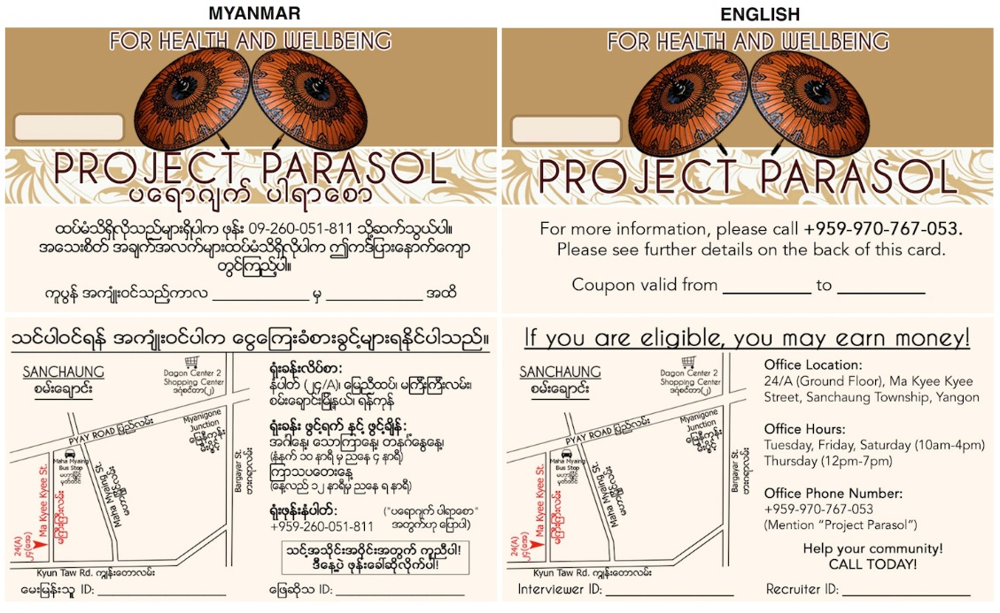 MYANMAR
FOR HEALTH AND WELLBEING
PROJECT PARASOL
ပရောဂျက် ပါရာစော
ထပ်မံသိရှိလိုသည်များရှိပါက ဖုန်း 09-260-051-811 သို့ဆက်သွယ်ပါ။
အသေးစိတ် အချက်အလက်များထပ်မံသိရှိလိုပါက ဤကဒ်ပြားနောက်ကျော
တွင်ကြည့်ပါ။
ကူပွန် အကျုံးဝင်သည့်ကာလ ____________ မှ ____________ အထိ
သင်ပါဝင်ရန် အကျုံးဝင်ပါက ငွေကြေးခံစားခွင့်များရနိုင်ပါသည်။
SANCHAUNG
စမ်းချောင်း
Dagon Center 2
Shopping Center
ဒဂုံစင်တာ(၂)
PYAY ROAD ပြည်လမ်း
Myanigone
Junction
မြေနီကုန်း
မီးပွိုင့်
Maha Myaing
Bus Stop
မဟာမြိုင်
မှတ်တိုင်
Maha Myaing St.
မဟာမြိုင်လမ်း
Bargayar St.
ဗားဂရာလမ်း
Ma Kyee Kyee St.
မကြီးကြီးလမ်း
24(A)
၂၄(အေ)
Kyun Taw Rd. ကျွန်းတောလမ်း
ရုံးခန်းလိပ်စာ:
နံပါတ် (၂၄/A)၊ မြေညီထပ်၊ မကြီးကြီးလမ်း၊
စမ်းချောင်းမြို့နယ်၊ ရန်ကုန်
ရုံးခန်း ဖွင့်ရက် နှင့် ဖွင့်ချိန်:
အင်္ဂါနေ့၊ သောကြာနေ့၊ တနင်္ဂနွေနေ့၊
(နံနက် ၁၀ နာရီ မှ ညနေ ၄ နာရီ)
ကြာသပတေးနေ့
(နေ့လည် ၁၂ နာရီမှ ညနေ ရ နာရီ)
ရုံးဖုန်းနံပါတ်:
+959-260-051-811
("ပရောဂျက် ပါရာစော"
အတွက်ဟု ပြောပါ)
သင့်အသိုင်းအဝိုင်းအတွက် ကူညီပါ!
ဒီနေ့ပဲ ဖုန်းခေါ်ဆိုလိုက်ပါ!
မေးမြန်းသူ ID: ____________
ဖြေဆိုသူ ID: ____________
ENGLISH
FOR HEALTH AND WELLBEING
PROJECT PARASOL
For more information, please call +959-970-767-053.
Please see further details on the back of this card.
Coupon valid from ____________ to ____________
If you are eligible, you may earn money!
SANCHAUNG
စမ်းချောင်း
Dagon Center 2
Shopping Center
ဒဂုံစင်တာ(၂)
PYAY ROAD ပြည်လမ်း
Myanigone
Junction
မြေနီကုန်း
မီးပွိုင့်
Maha Myaing
Bus Stop
မဟာမြိုင်
မှတ်တိုင်
Maha Myaing St.
မဟာမြိုင်လမ်း
Bargayar St.
ဗားဂရာလမ်း
Ma Kyee Kyee St.
မကြီးကြီးလမ်း
24(A)
၂၄(အေ)
Kyun Taw Rd. ကျွန်းတောလမ်း
Office Location:
24/A (Ground Floor), Ma Kyee Kyee
Street, Sanchaung Township, Yangon
Office Hours:
Tuesday, Friday, Saturday (10am-4pm)
Thursday (12pm-7pm)
Office Phone Number:
+959-970-767-053
(Mention "Project Parasol")
Help your community!
CALL TODAY!
Interviewer ID: ____________
Recruiter ID: ____________